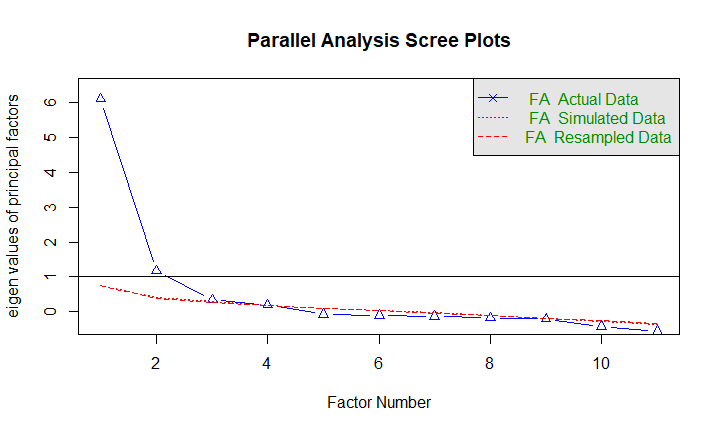 Parallel Analysis Scree Plots
eigen values of principal factors
6
5
4
3
2
1
0
FA Actual Data
FA Simulated Data
FA Resampled Data
2 4 6 8 10
Factor Number